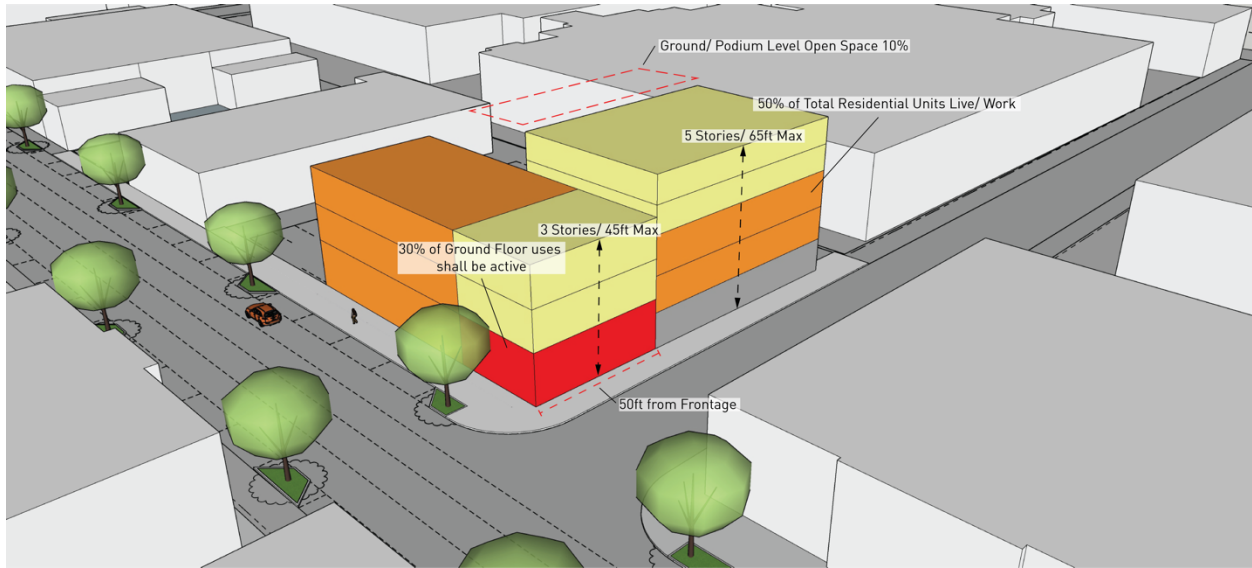 Ground/ Podium Level Open Space 10%
50% of Total Residential Units Live/ Work
5 Stories/ 65ft Max
3 Stories/ 45ft Max
30% of Ground Floor uses
shall be active
50ft from Frontage